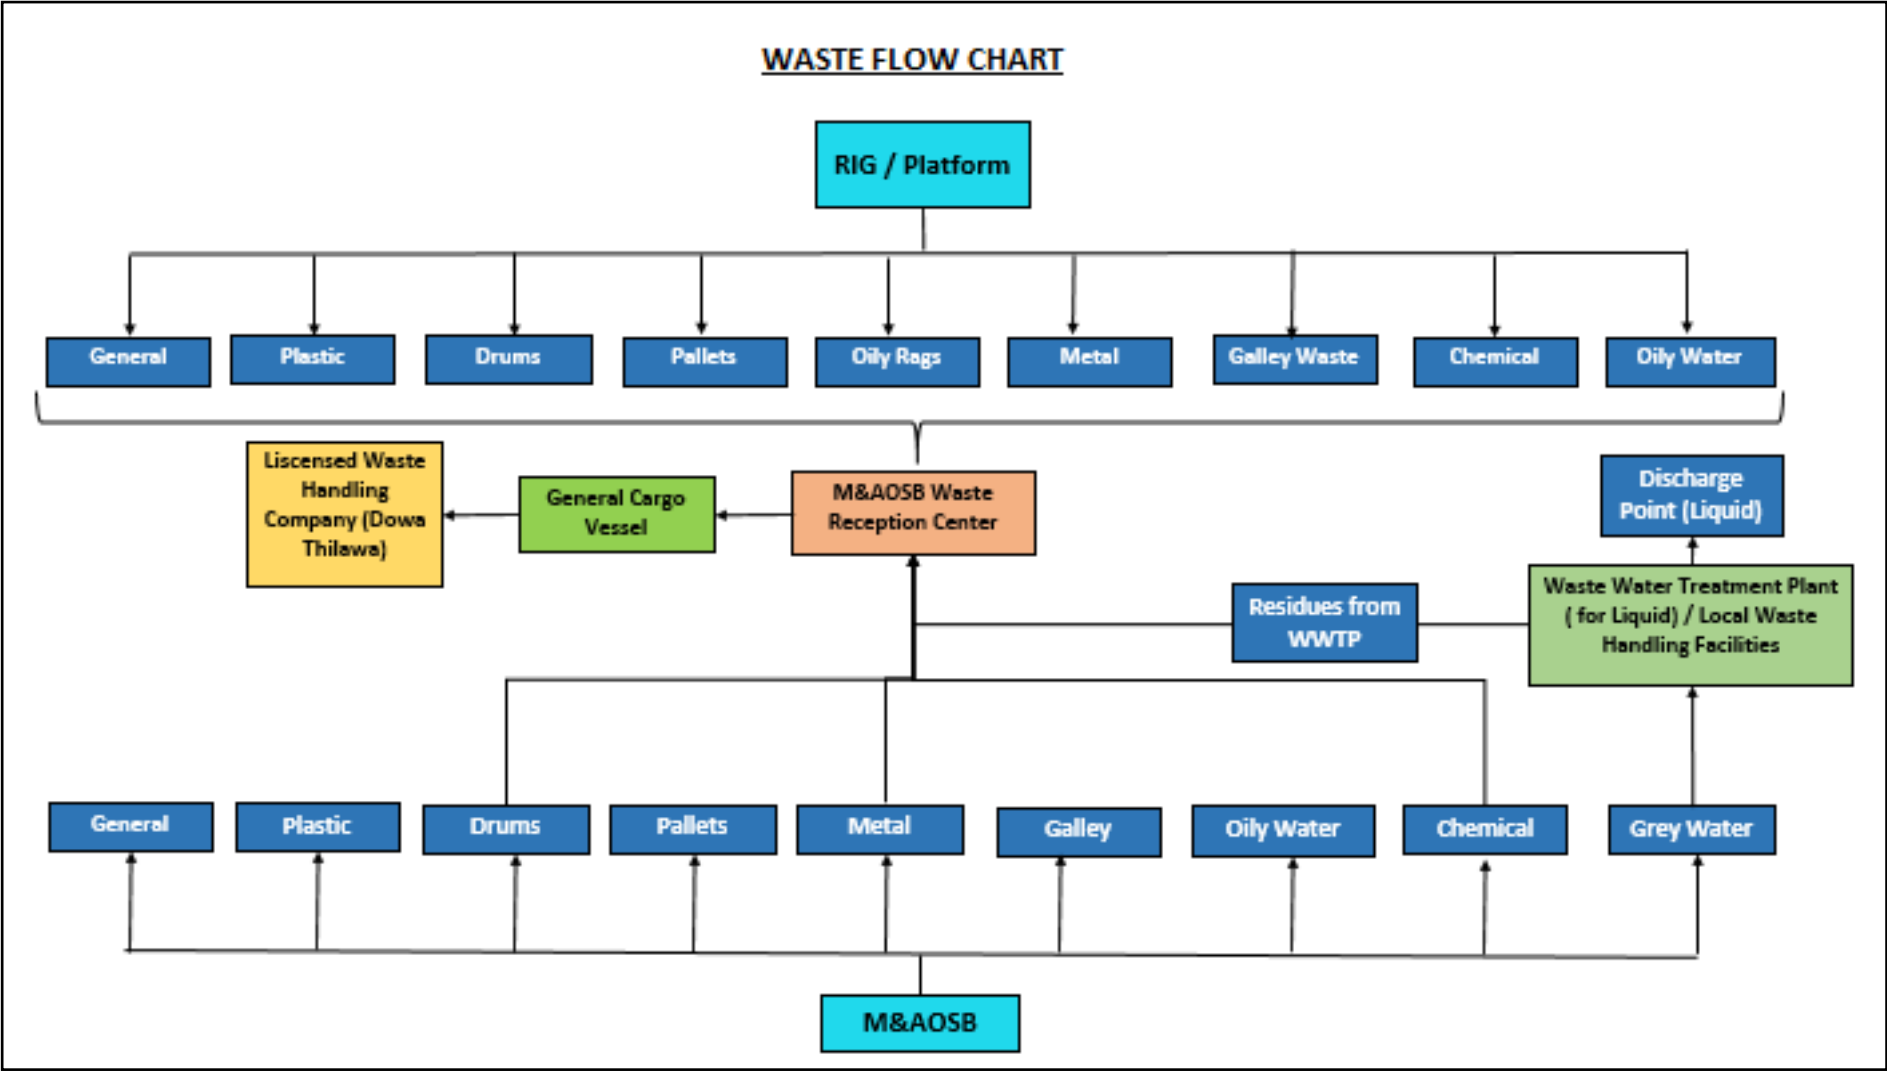 WASTE FLOW CHART
RIG / Platform
General
Plastic
Drums
Pallets
Oily Rags
Metal
Galley Waste
Chemical
Oily Water
Liscensed Waste
Handling
Company (Dowa
Thilawa)
General Cargo
Vessel
M&AOSB Waste
Reception Center
Discharge
Point (Liquid)
Residues from
WWTP
Waste Water Treatment Plant
( for Liquid) / Local Waste
Handling Facilities
General
Plastic
Drums
Pallets
Metal
Galley
Oily Water
Chemical
Grey Water
M&AOSB